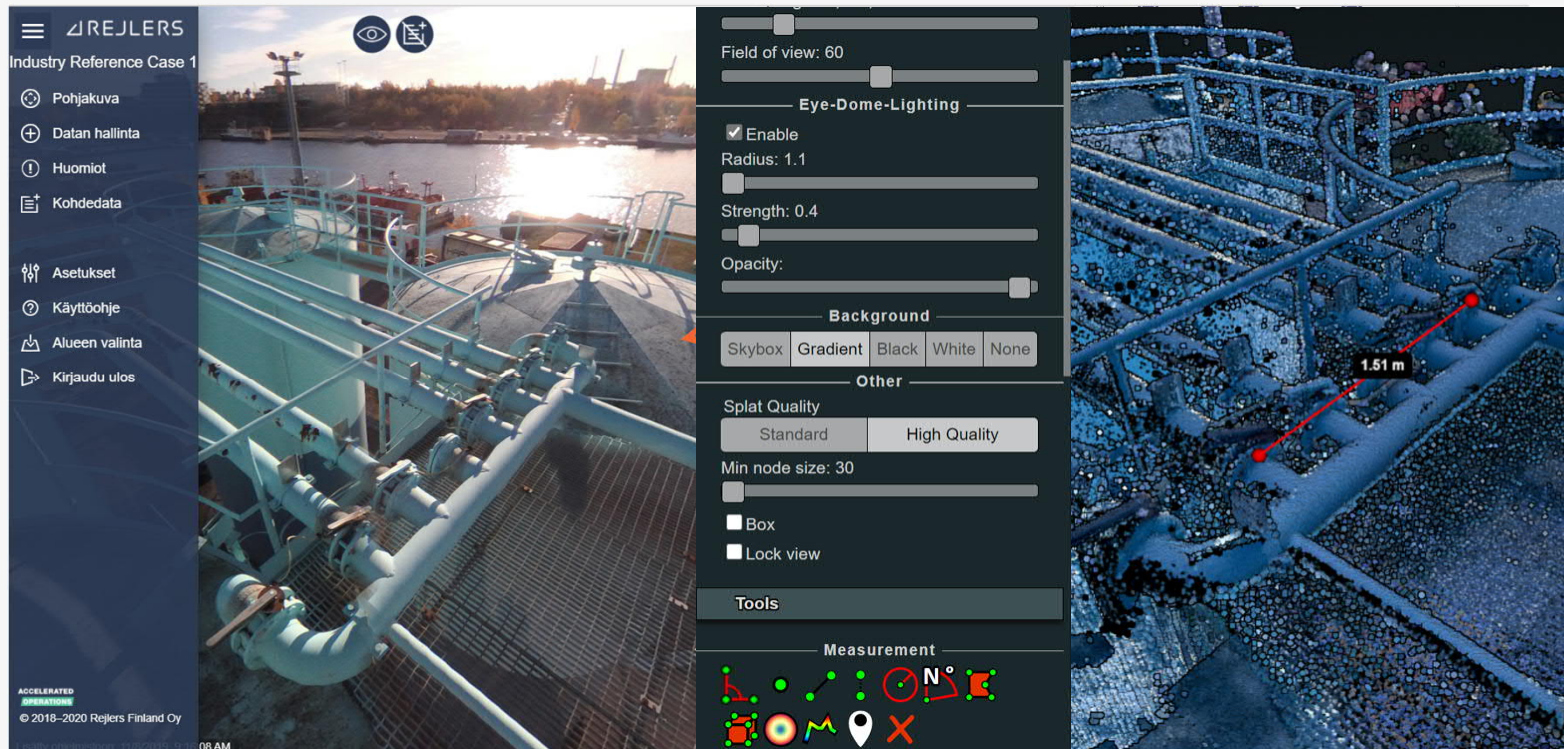 REJLERS
Industry Reference Case 1
Pohjakuva
Datan hallinta
Huomiot
Kohdedata
Asetukset
Käyttöohje
Alueen valinta
Kirjaudu ulos
ACCELERATED
OPERATIONS
© 2018–2020 Rejlers Finland Oy
08 AM
Field of view: 60
Eye-Dome-Lighting
Enable
Radius: 1.1
Strength: 0.4
Opacity:
Background
Skybox Gradient Black White None
Other
Splat Quality
Standard High Quality
Min node size: 30
Box
Lock view
Tools
Measurement
N°
1.51 m